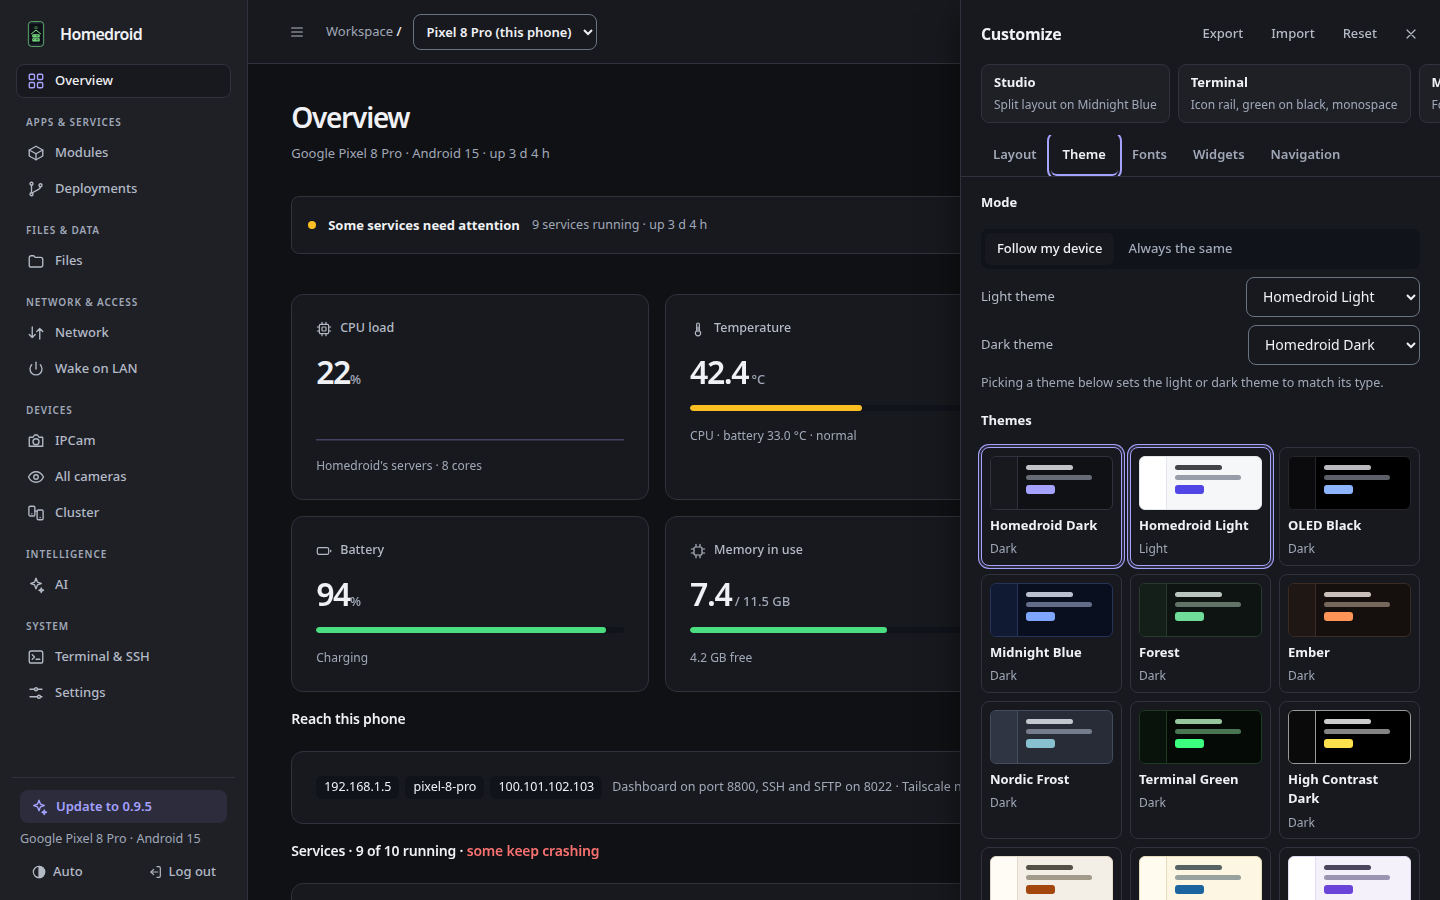 Homedroid
Overview
APPS & SERVICES
Modules
Deployments
FILES & DATA
Files
NETWORK & ACCESS
Network
Wake on LAN
DEVICES
IPCam
All cameras
Cluster
INTELLIGENCE
AI
SYSTEM
Terminal & SSH
Settings
Update to 0.9.5
Google Pixel 8 Pro · Android 15
Auto
Log out
Workspace /
Pixel 8 Pro (this phone)
Overview
Google Pixel 8 Pro · Android 15 · up 3 d 4 h
Some services need attention 9 services running · up 3 d 4 h
CPU load
22%
Homedroid's servers · 8 cores
Temperature
42.4 °C
CPU · battery 33.0 °C · normal
Battery
94%
Charging
Memory in use
7.4 / 11.5 GB
4.2 GB free
Reach this phone
192.168.1.5 pixel-8-pro 100.101.102.103 Dashboard on port 8800, SSH and SFTP on 8022 · Tailscale n
Services · 9 of 10 running · some keep crashing
Customize
Export
Import
Reset
Studio
Split layout on Midnight Blue
Terminal
Icon rail, green on black, monospace
Layout
Theme
Fonts
Widgets
Navigation
Mode
Follow my device
Always the same
Light theme
Homedroid Light
Dark theme
Homedroid Dark
Picking a theme below sets the light or dark theme to match its type.
Themes
Homedroid Dark
Dark
Homedroid Light
Light
OLED Black
Dark
Midnight Blue
Dark
Forest
Dark
Ember
Dark
Nordic Frost
Dark
Terminal Green
Dark
High Contrast
Dark
Dark